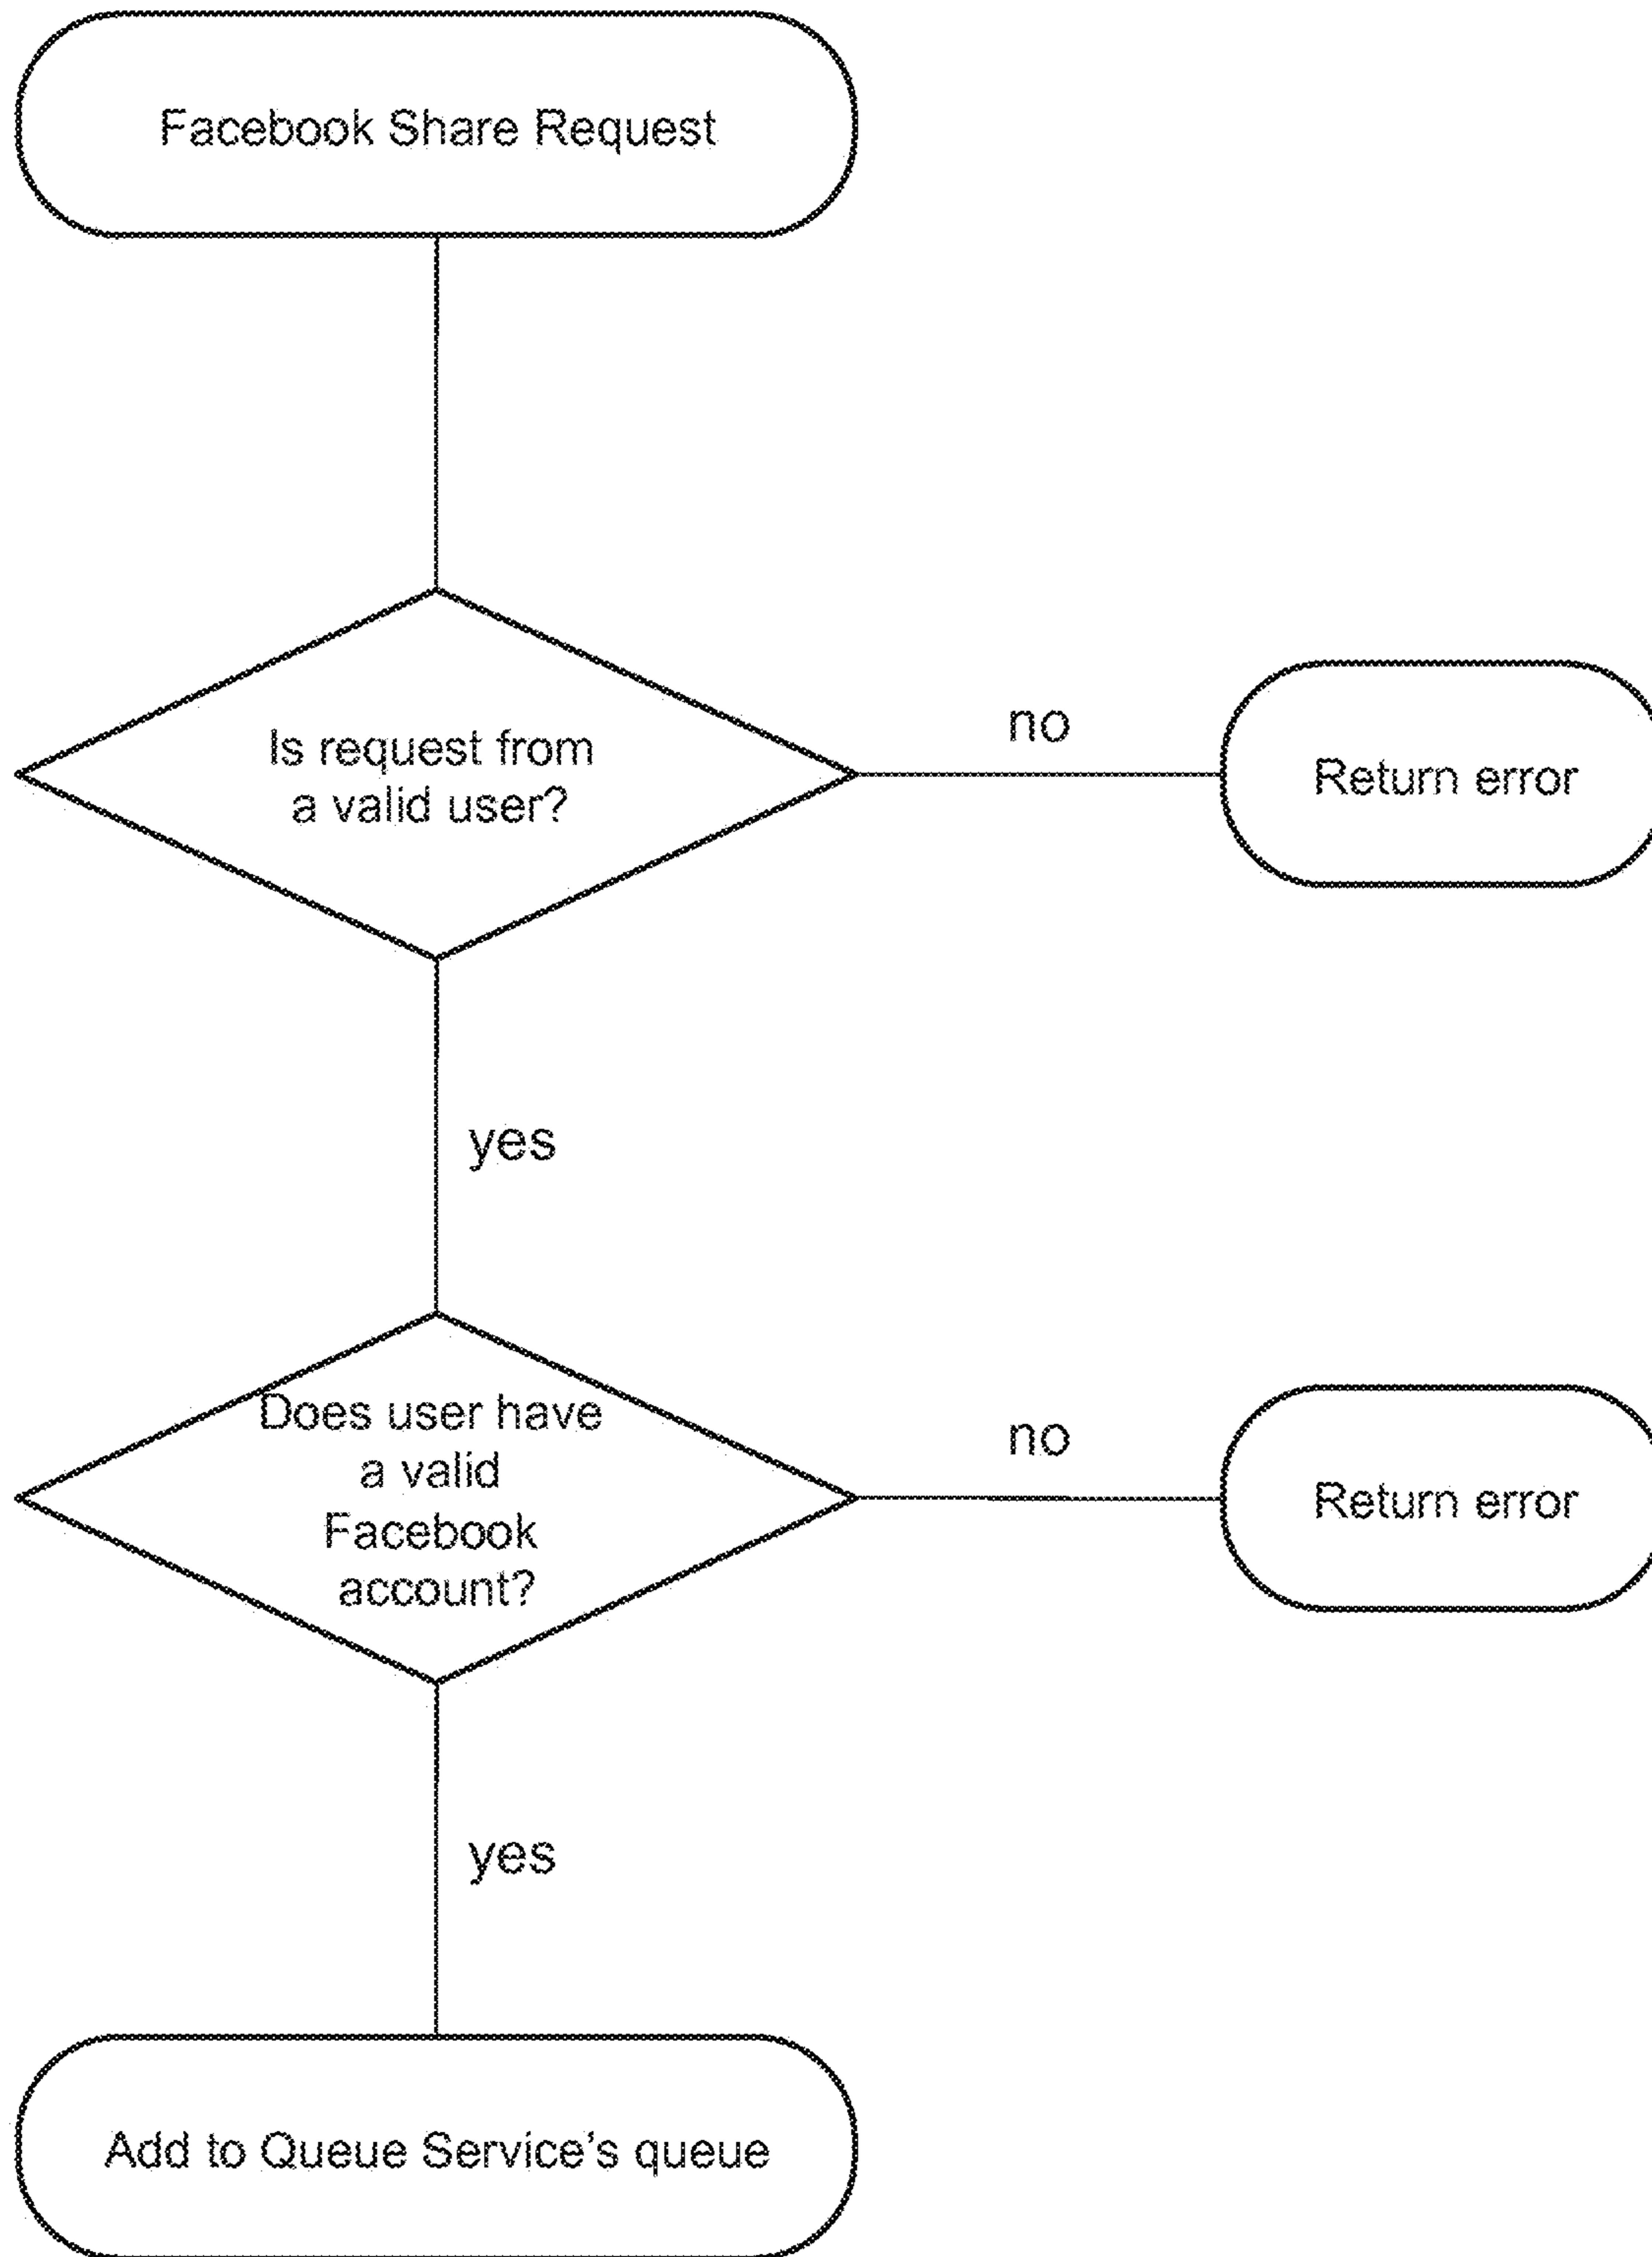 Facebook Share Request
Is request from
a valid user?
no
Return error
yes
Does user have
a valid
Facebook
account?
no
Return error
yes
Add to Queue Service's queue